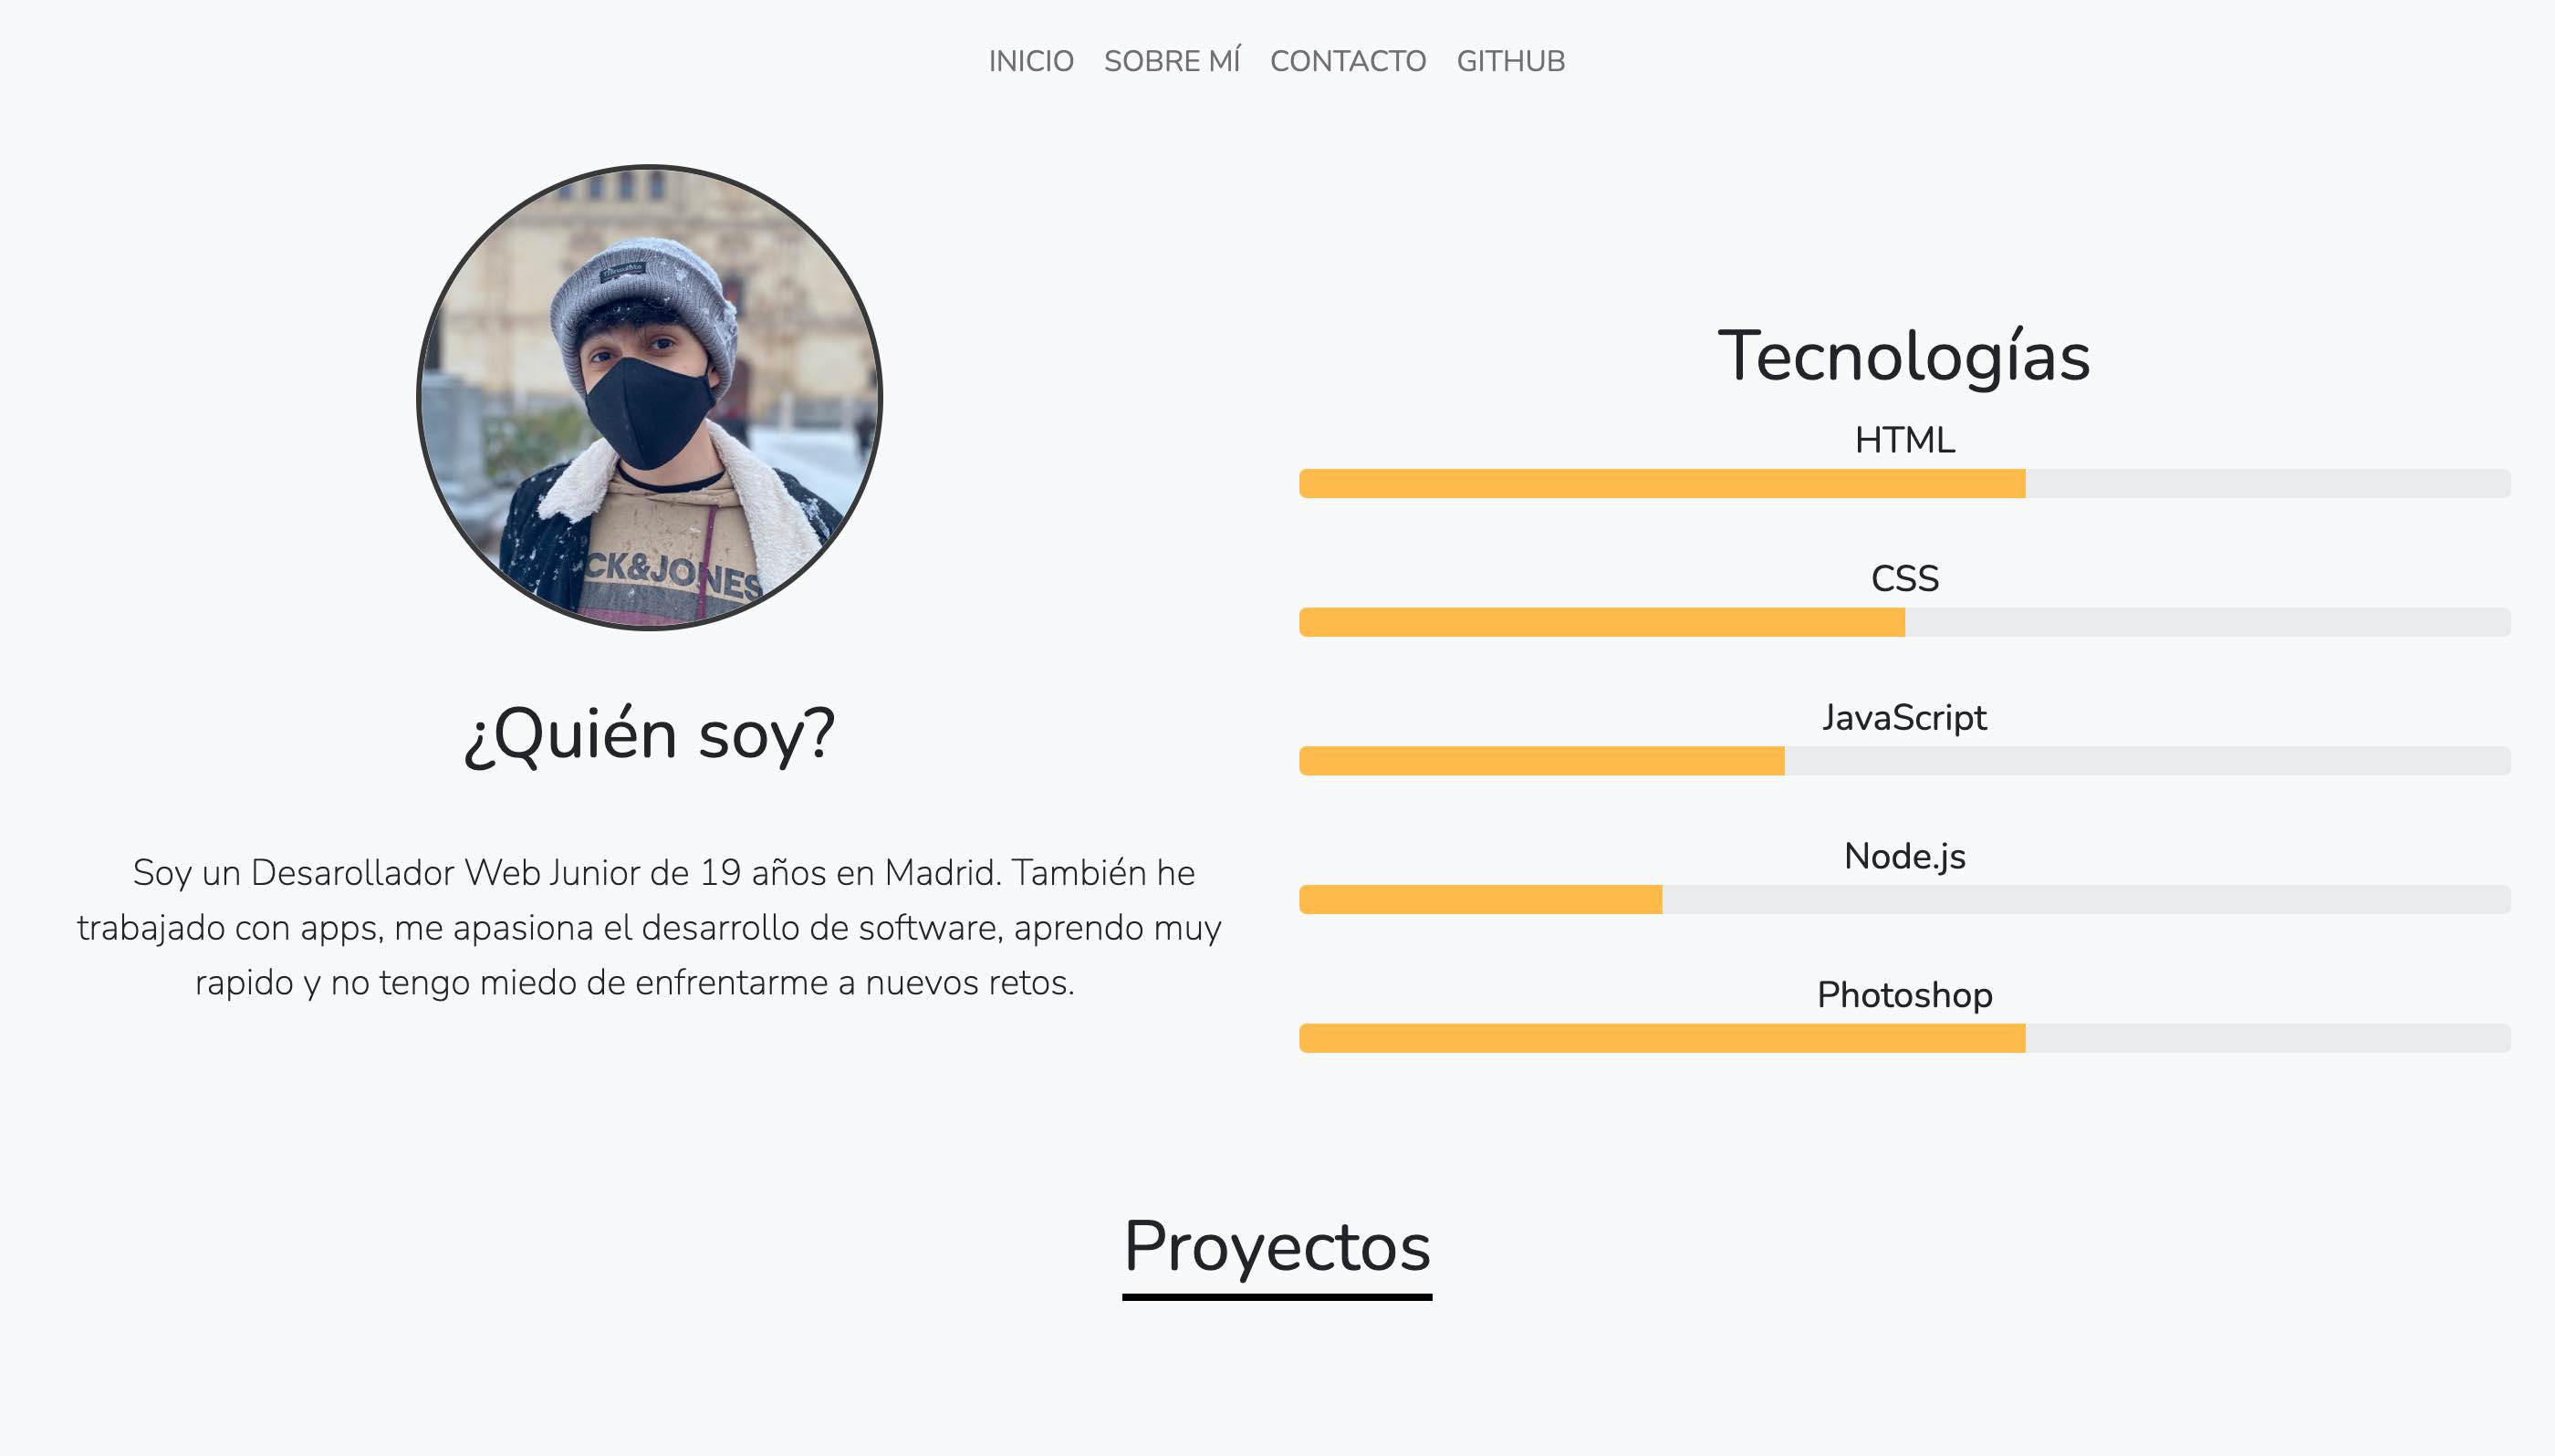 INICIO SOBRE MÍ CONTACTO GITHUB
CK&JONES
¿Quién soy?
Soy un Desarollador Web Junior de 19 años en Madrid. También he
trabajado con apps, me apasiona el desarrollo de software, aprendo muy
rapido y no tengo miedo de enfrentarme a nuevos retos.
Tecnologías
HTML
CSS
JavaScript
Node.js
Photoshop
Proyectos